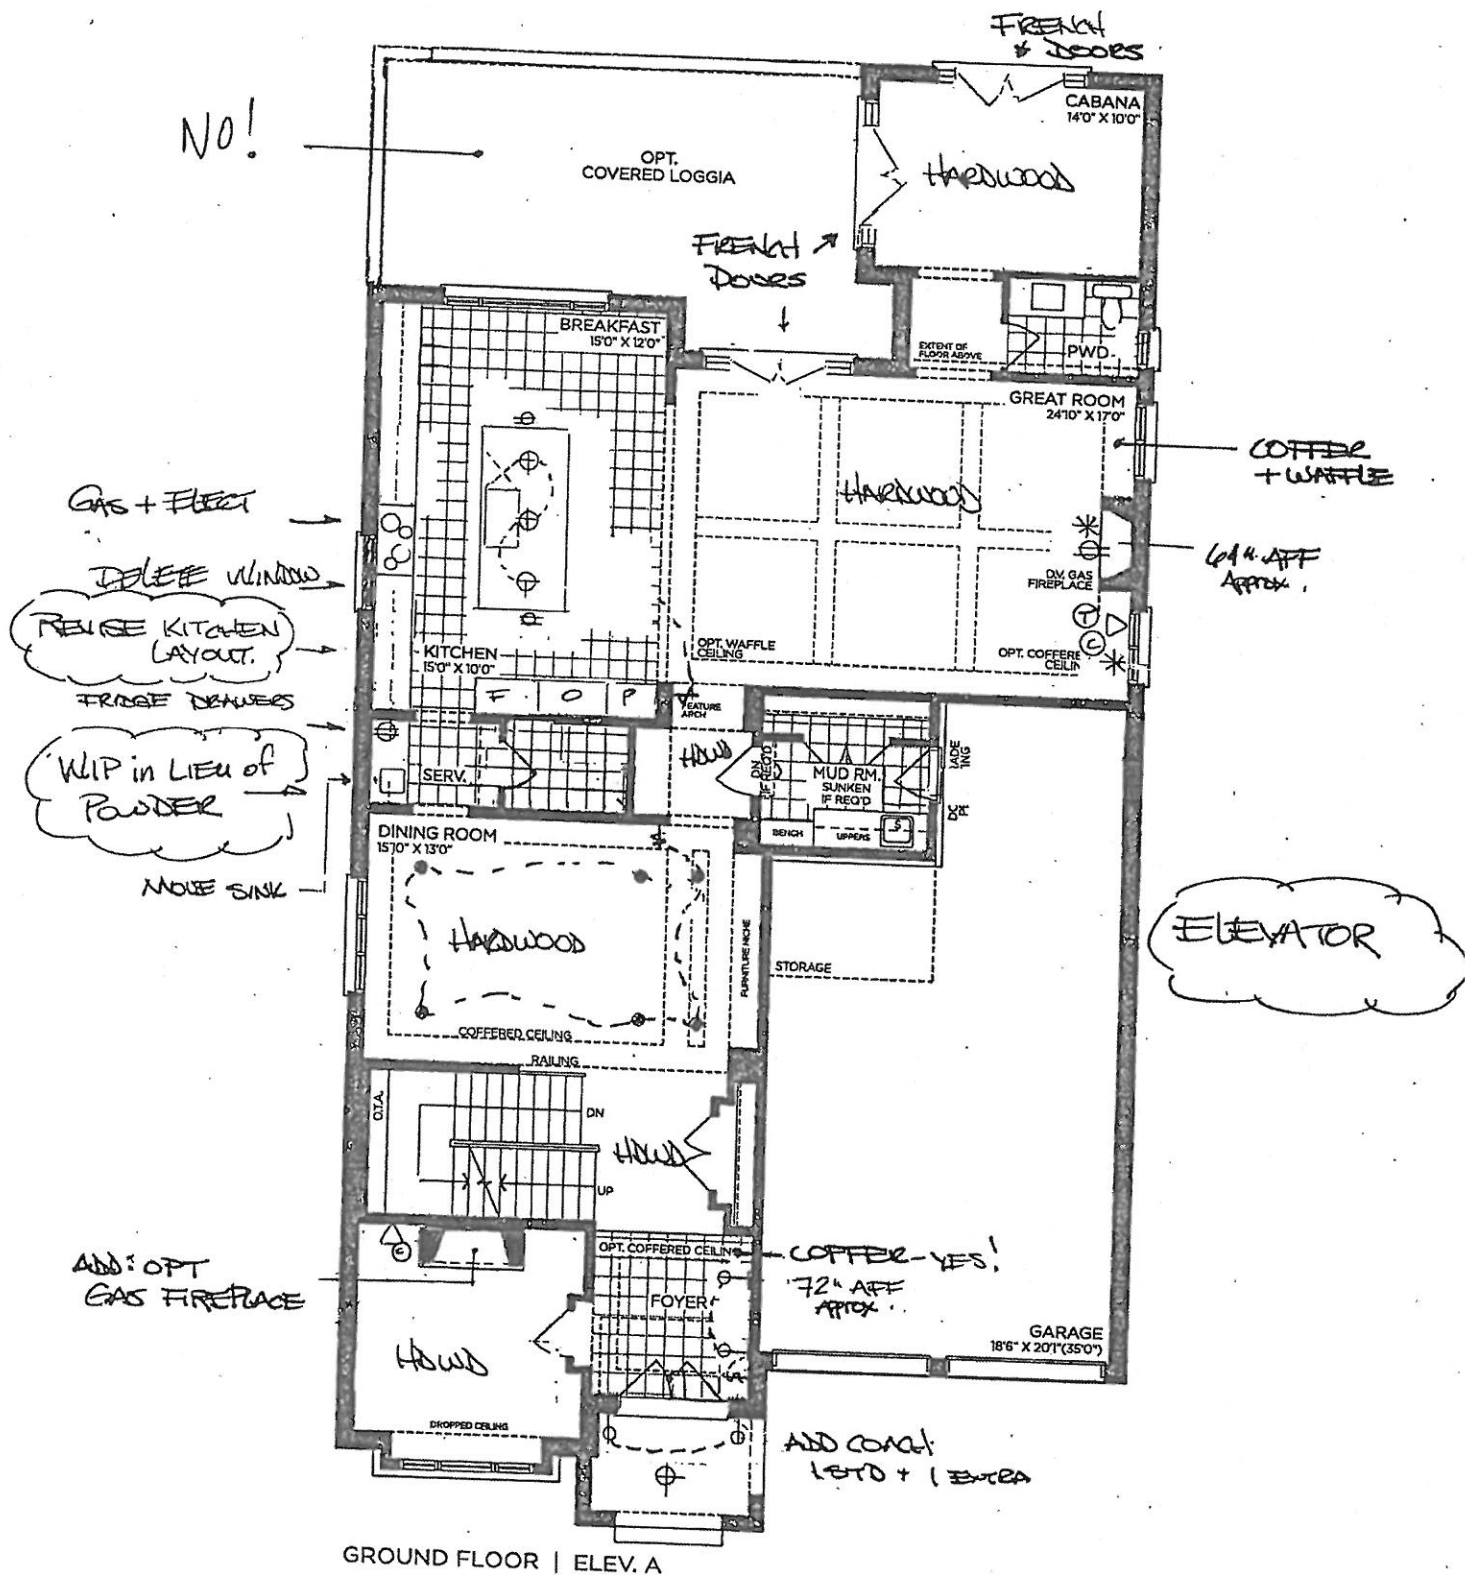 FRENCH
DOORS
NO!
CABANA
14'0" X 10'0"
HARDWOOD
OPT.
COVERED LOGGIA
FRENCH
DOORS
BREAKFAST
15'0" X 12'0"
EXTENT OF
FLOOR ABOVE
PWD
GREAT ROOM
24'10" X 17'0"
COFFER
+ WAFFLE
HARDWOOD
GAS + ELECT
DELETE WINDOW
REVISE KITCHEN
LAYOUT.
FRIDGE DRAWERS
64" AFF
APPROX.
D.V. GAS
FIREPLACE
T
C
KITCHEN
15'0" X 10'0"
OPT. WAFFLE
CEILING
OPT. COFFERE
CEILIN
F O P
FEATURE
ARCH
WIP in LIEU of
POWDER
MOVE SINK
SERV.
HDWD
DN
IF REQ'D
MUD RM.
SUNKEN
IF REQ'D
BENCH
UPPERS
S
DINING ROOM
15'0" X 13'0"
HARDWOOD
COFFERED CEILING
FURNITURE NICHE
STORAGE
ELEVATOR
RAILING
O.T.A.
DN
UP
HDWD
ADD: OPT
GAS FIREPLACE
C
OPT. COFFERED CEILING
COFFER - YES!
72" AFF
APPROX.
FOYER
HDWD
GARAGE
18'6" X 20'1"(35'0")
DROPPED CEILING
ADD COACH
1 STD + 1 EXTRA
GROUND FLOOR | ELEV. A